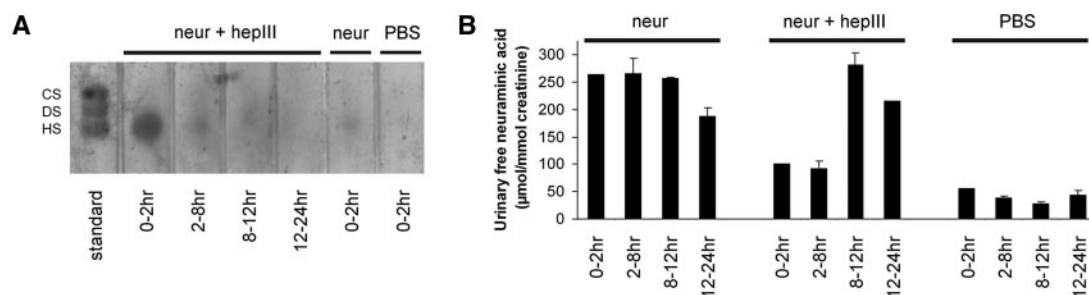 A
neur + hepIII
neur
PBS
CS
DS
HS
standard
0-2hr
2-8hr
8-12hr
12-24hr
0-2hr
0-2hr
B
neur
neur + hepIII
PBS
Urinary free neuraminic acid
(µmol/mmol creatinine)
300
250
200
150
100
50
0
0-2hr
2-8hr
8-12hr
12-24hr
0-2hr
2-8hr
8-12hr
12-24hr
0-2hr
2-8hr
8-12hr
12-24hr